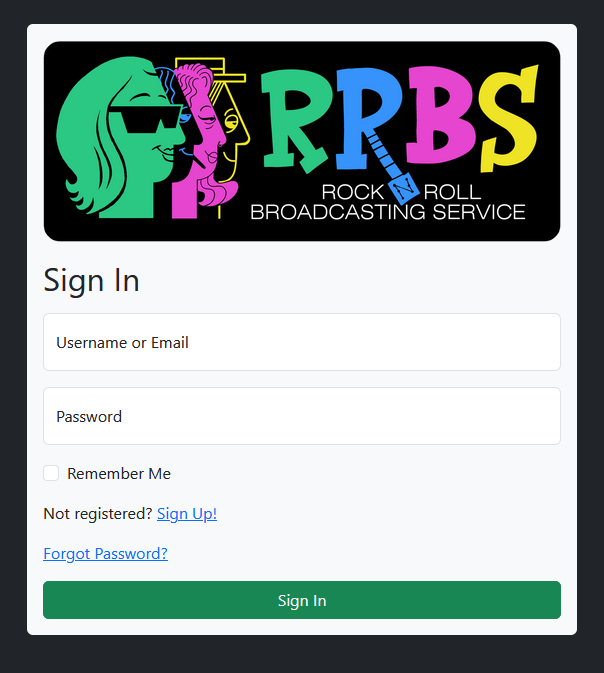 RRBS
ROCK N ROLL
BROADCASTING SERVICE
Sign In
Username or Email
Password
Remember Me
Not registered? Sign Up!
Forgot Password?
Sign In